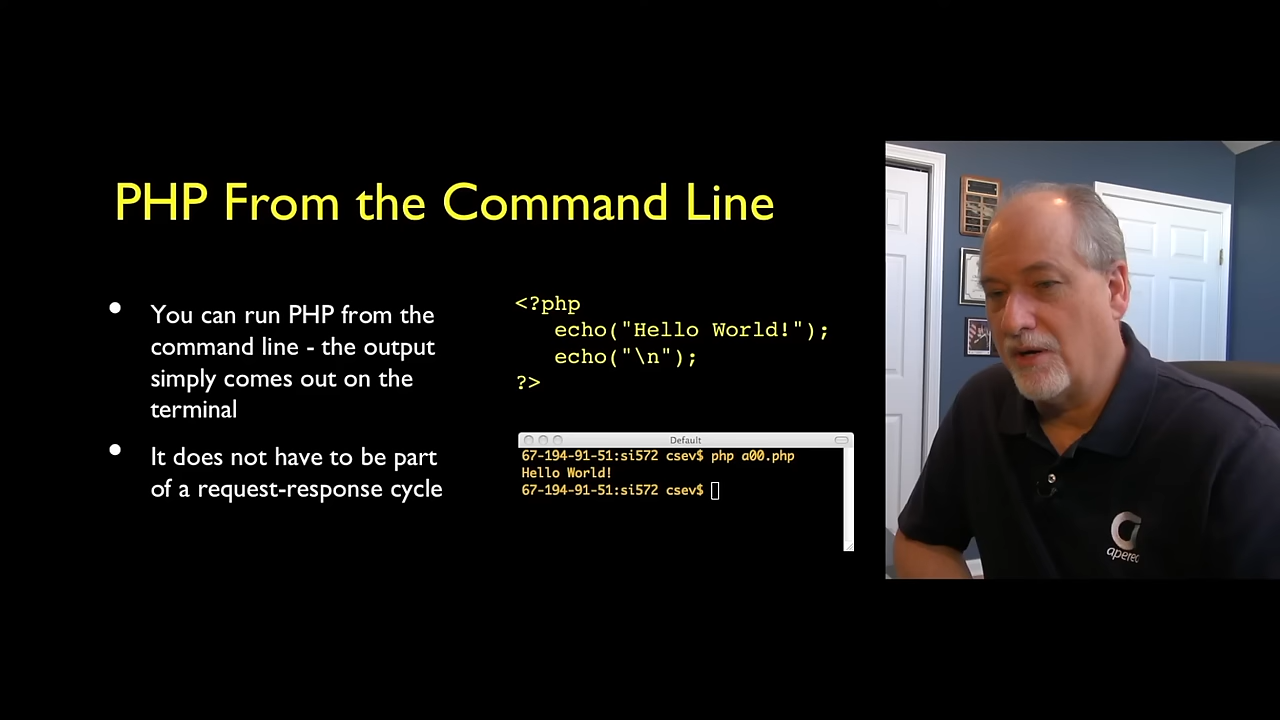 PHP From the Command Line
• You can run PHP from the
command line - the output
simply comes out on the
terminal
• It does not have to be part
of a request-response cycle
<?php
   echo("Hello World!");
   echo("\n");
?>
Default
67-194-91-51:si572 csev$ php a00.php
Hello World!
67-194-91-51:si572 csev$
apereo